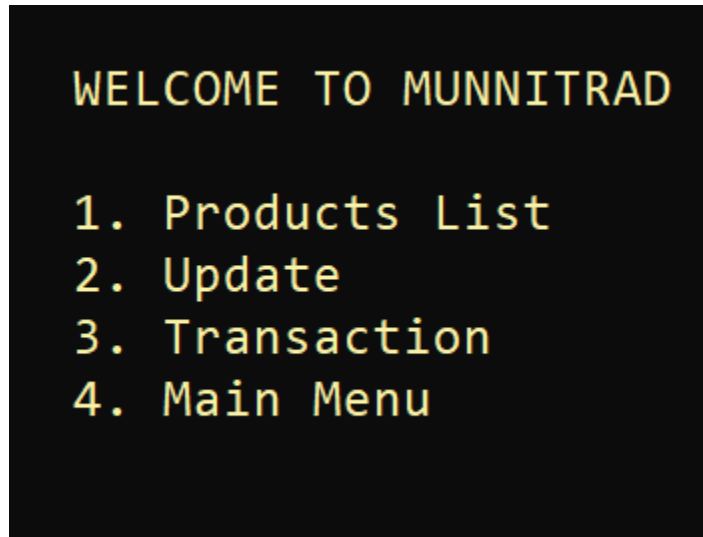 WELCOME TO MUNNITRAD
1. Products List
2. Update
3. Transaction
4. Main Menu